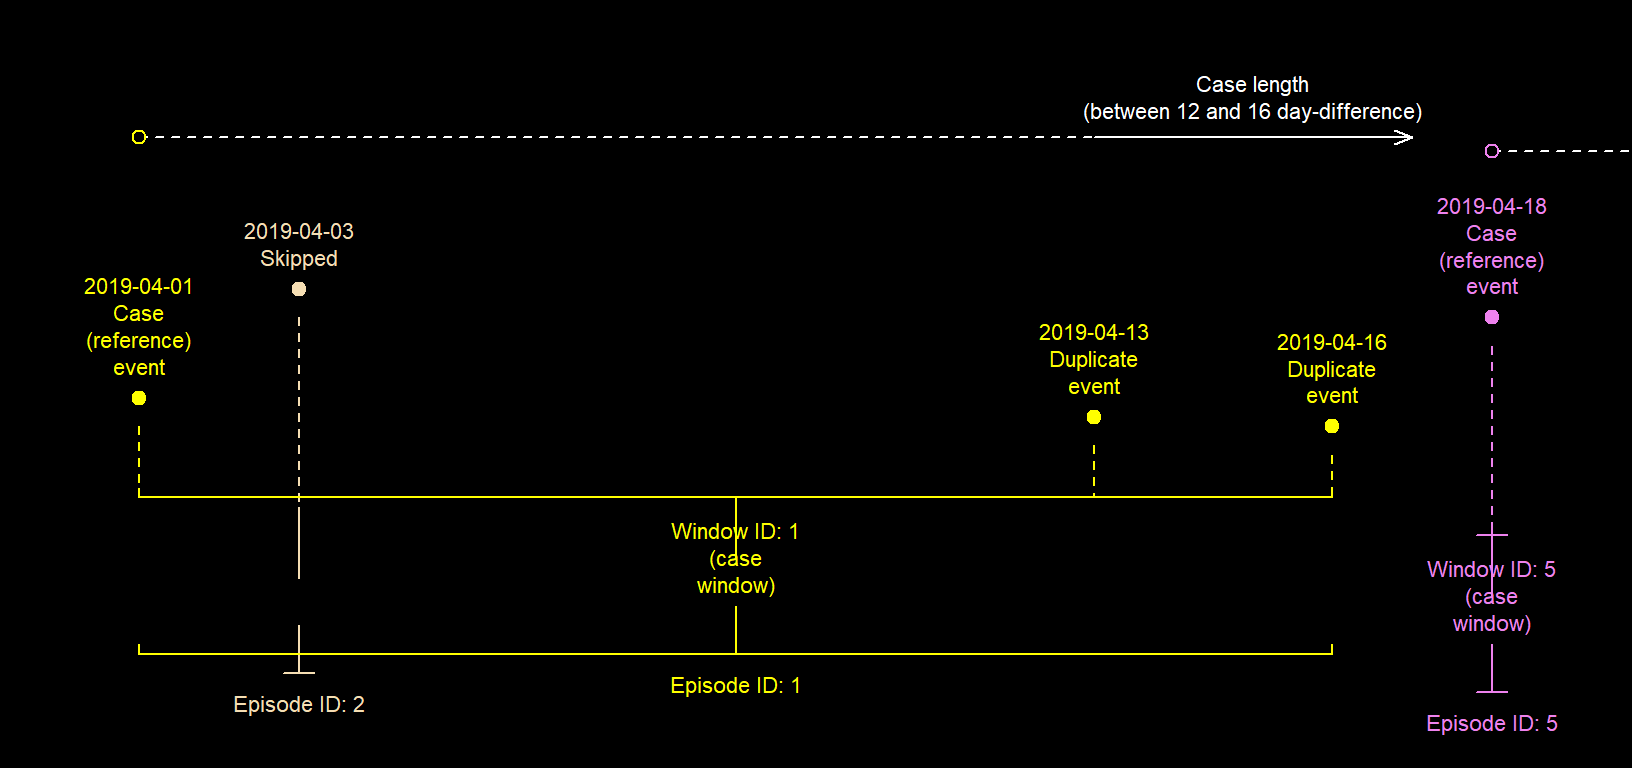 Case length
(between 12 and 16 day-difference)
2019-04-01
Case
(reference)
event
2019-04-03
Skipped
2019-04-13
Duplicate
event
2019-04-16
Duplicate
event
2019-04-18
Case
(reference)
event
Window ID: 1
(case
window)
Window ID: 5
(case
window)
Episode ID: 2
Episode ID: 1
Episode ID: 5